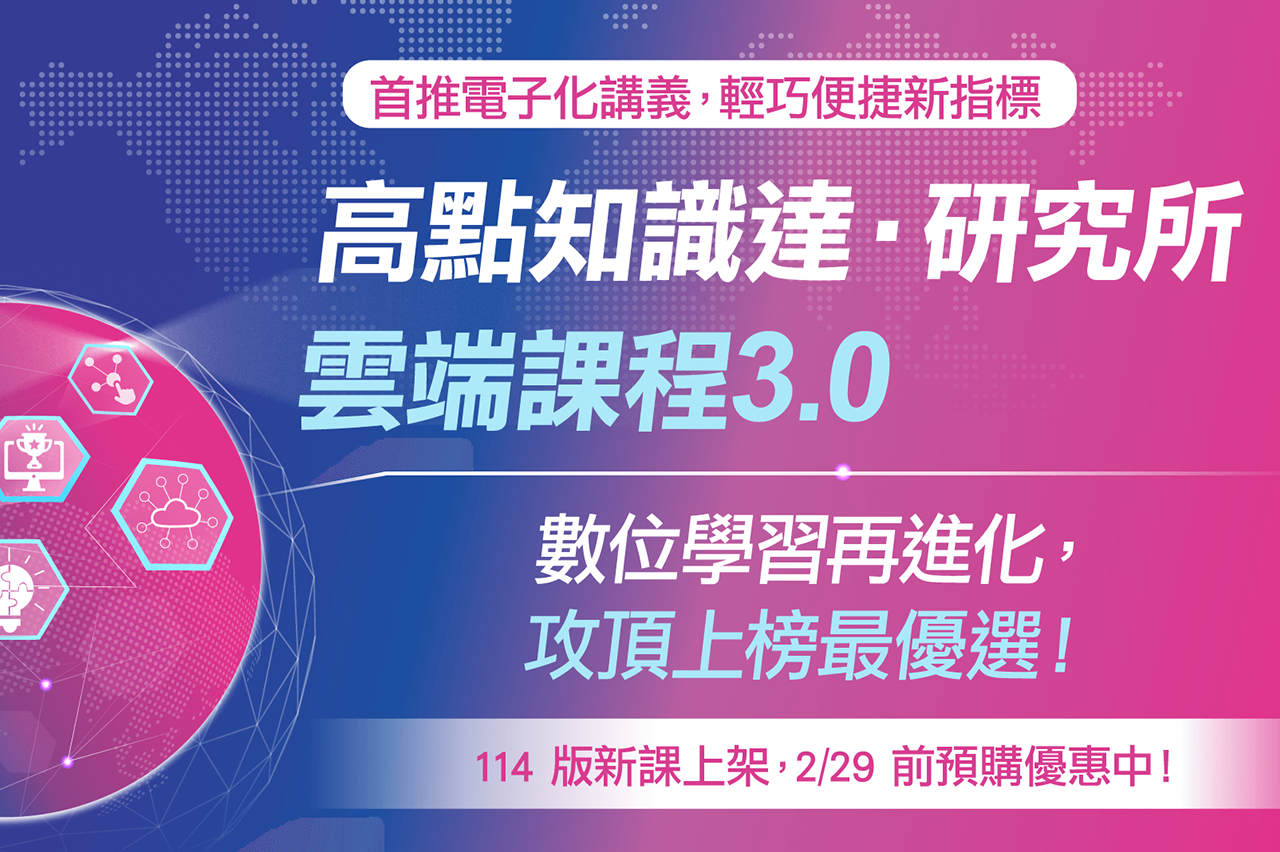 首推電子化講義，輕巧便捷新指標
高點知識達·研究所
雲端課程3.0
數位學習再進化，
攻頂上榜最優選！
114 版新課上架，2/29 前預購優惠中！